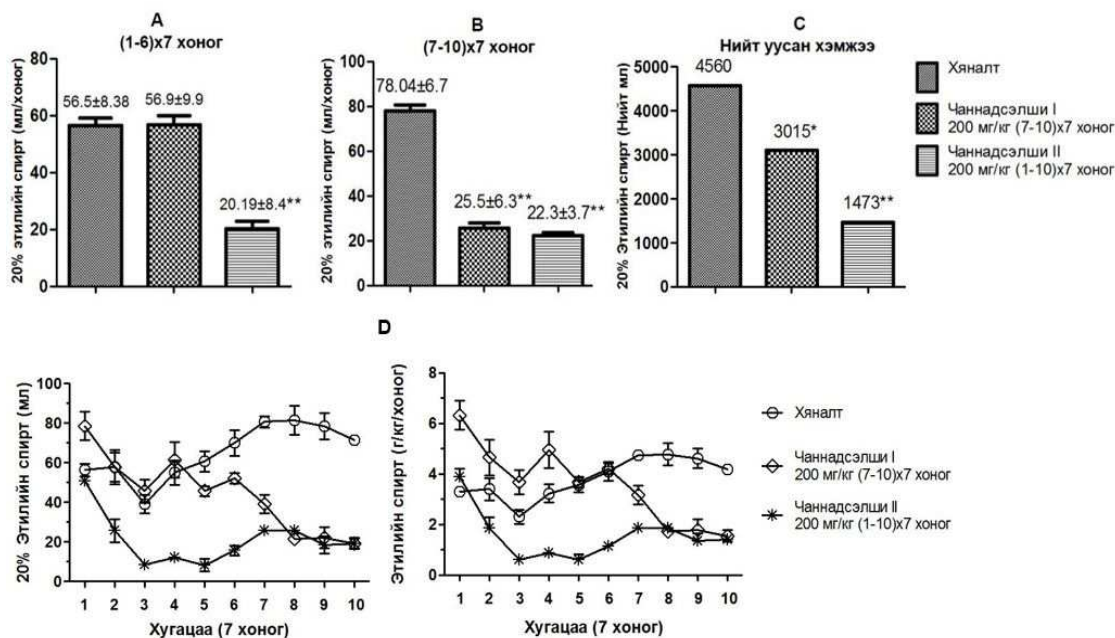 A
(1-6)x7 хоног
20% этилийн спирт (мл/хоног)
80
60
40
20
0
56.5±8.38
56.9±9.9
20.19±8.4**
B
(7-10)x7 хоног
20% этилийн спирт (мл/хоног)
100
80
60
40
20
0
78.04±6.7
25.5±6.3**
22.3±3.7**
C
Нийт уусан хэмжээ
20% Этилийн спирт (Нийт мл)
5000
4000
3000
2000
1000
0
4560
3015*
1473**
Хяналт
Чаннадсэлши I
200 мг/кг (7-10)x7 хоног
Чаннадсэлши II
200 мг/кг (1-10)x7 хоног
D
20% Этилийн спирт (мл)
100
80
60
40
20
0
1 2 3 4 5 6 7 8 9 10
Хугацаа (7 хоног)
Этилийн спирт (г/кг/хоног)
8
6
4
2
0
1 2 3 4 5 6 7 8 9 10
Хугацаа (7 хоног)
Хяналт
Чаннадсэлши I
200 мг/кг (7-10)x7 хоног
Чаннадсэлши II
200 мг/кг (1-10)x7 хоног